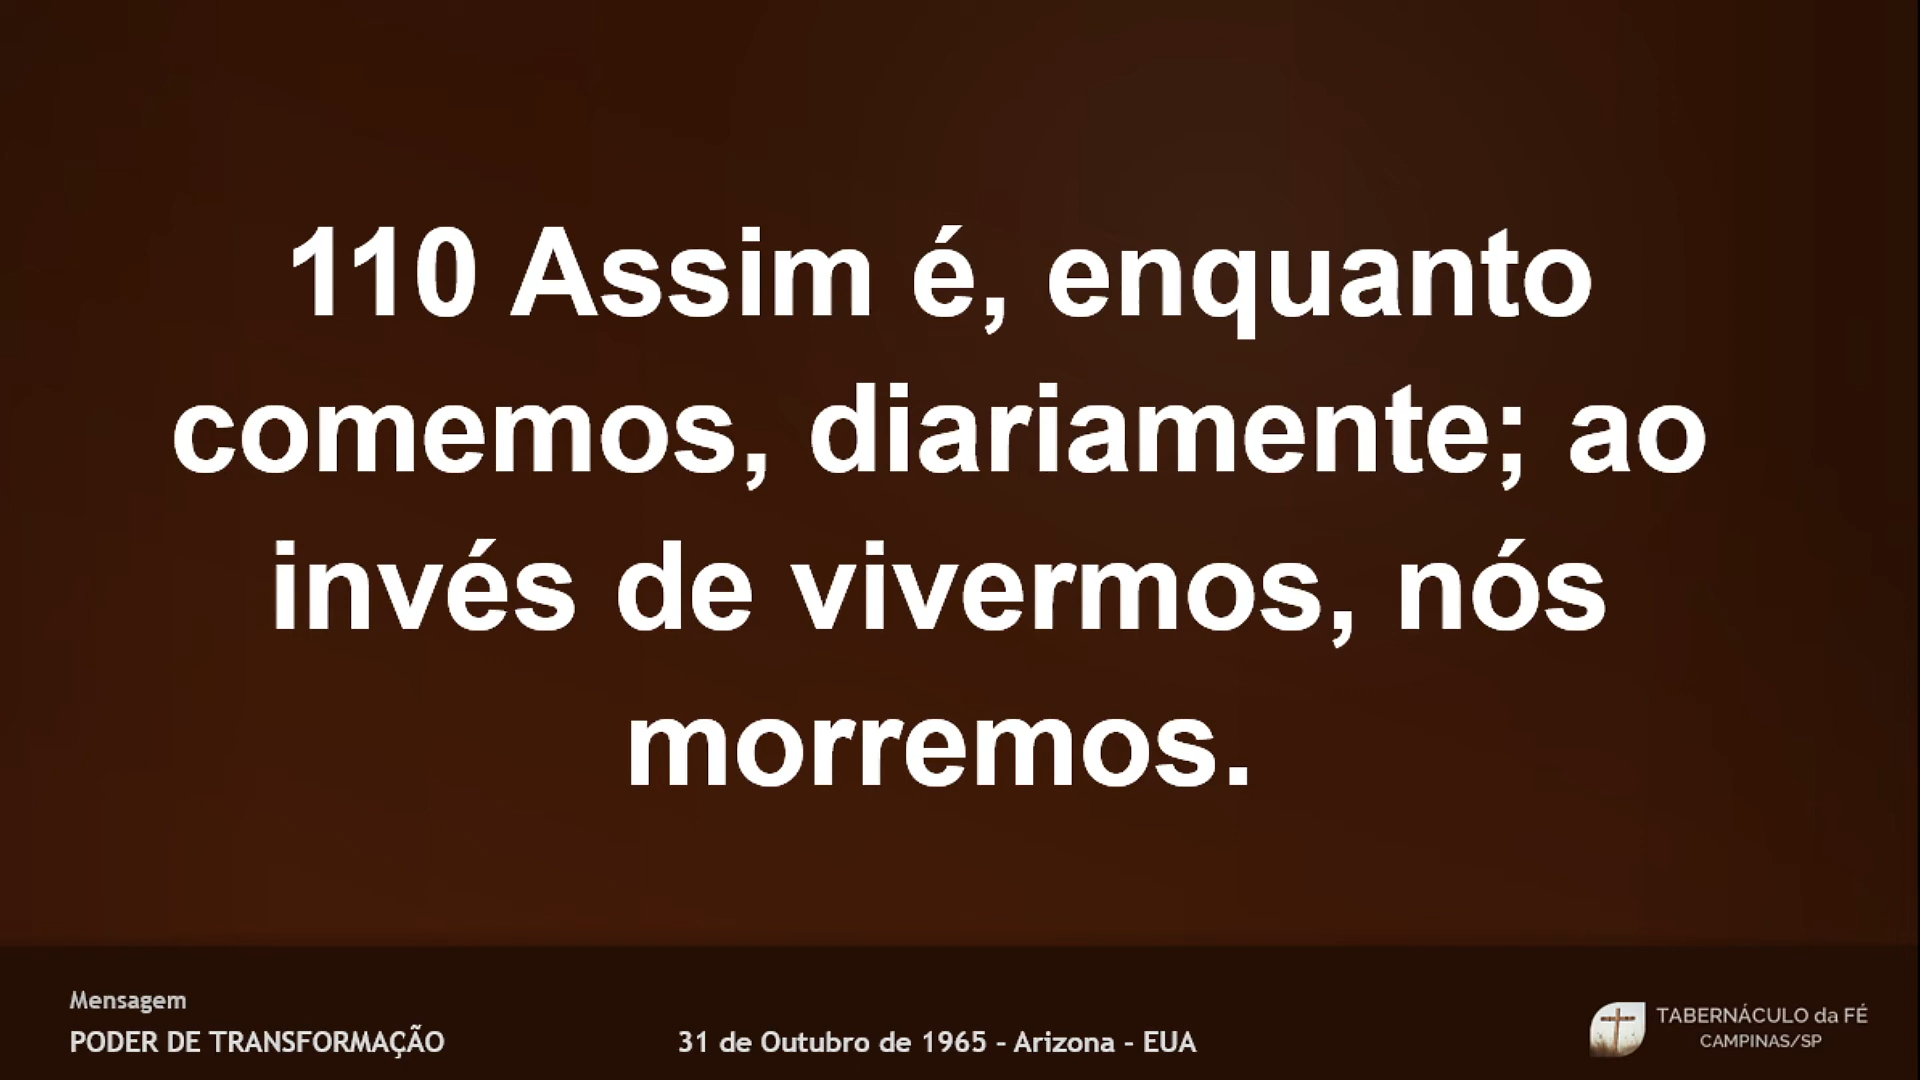 110 Assim é, enquanto
comemos, diariamente; ao
invés de vivermos, nós
morremos.
Mensagem
PODER DE TRANSFORMAÇÃO
31 de Outubro de 1965 - Arizona - EUA
TABERNÁCULO da FÉ
CAMPINAS/SP